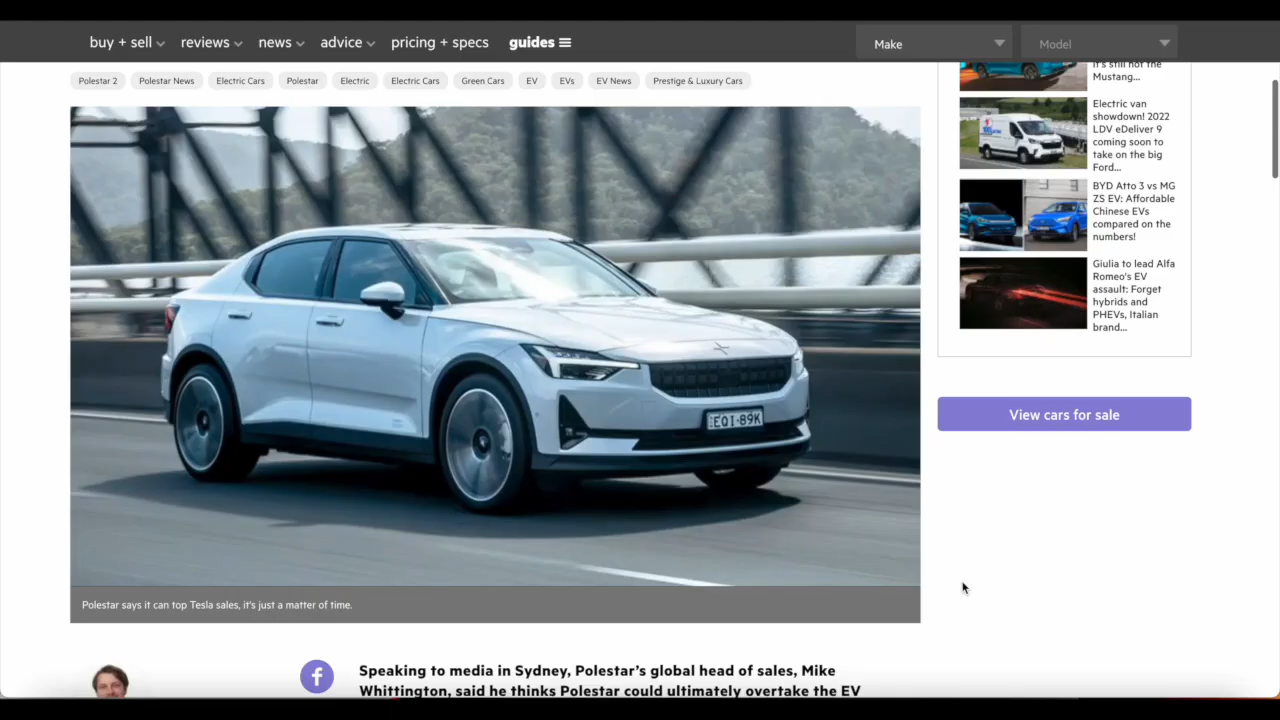 buy + sell
reviews
news
advice
pricing + specs
guides
Make
Model
Polestar 2
Polestar News
Electric Cars
Polestar
Electric
Electric Cars
Green Cars
EV
EVs
EV News
Prestige & Luxury Cars
It's still not the
Mustang...
Electric van
showdown! 2022
LDV eDeliver 9
coming soon to
take on the big
Ford...
BYD Atto 3 vs MG
ZS EV: Affordable
Chinese EVs
compared on the
numbers!
Giulia to lead Alfa
Romeo's EV
assault: Forget
hybrids and
PHEVs, Italian
brand...
View cars for sale
EQI·89K
Polestar says it can top Tesla sales, it's just a matter of time.
f
Speaking to media in Sydney, Polestar's global head of sales, Mike
Whittington, said he thinks Polestar could ultimately overtake the EV